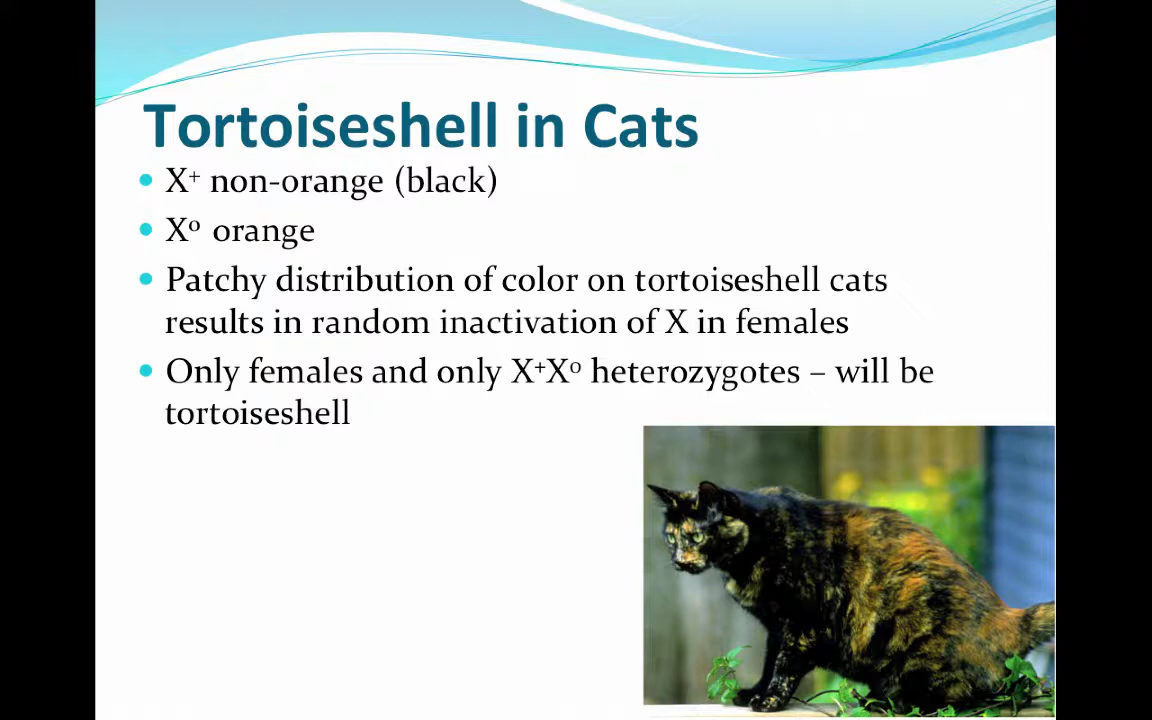 Tortoiseshell in Cats
• X⁺ non-orange (black)
• Xᵒ orange
• Patchy distribution of color on tortoiseshell cats
results in random inactivation of X in females
• Only females and only X⁺Xᵒ heterozygotes – will be
tortoiseshell